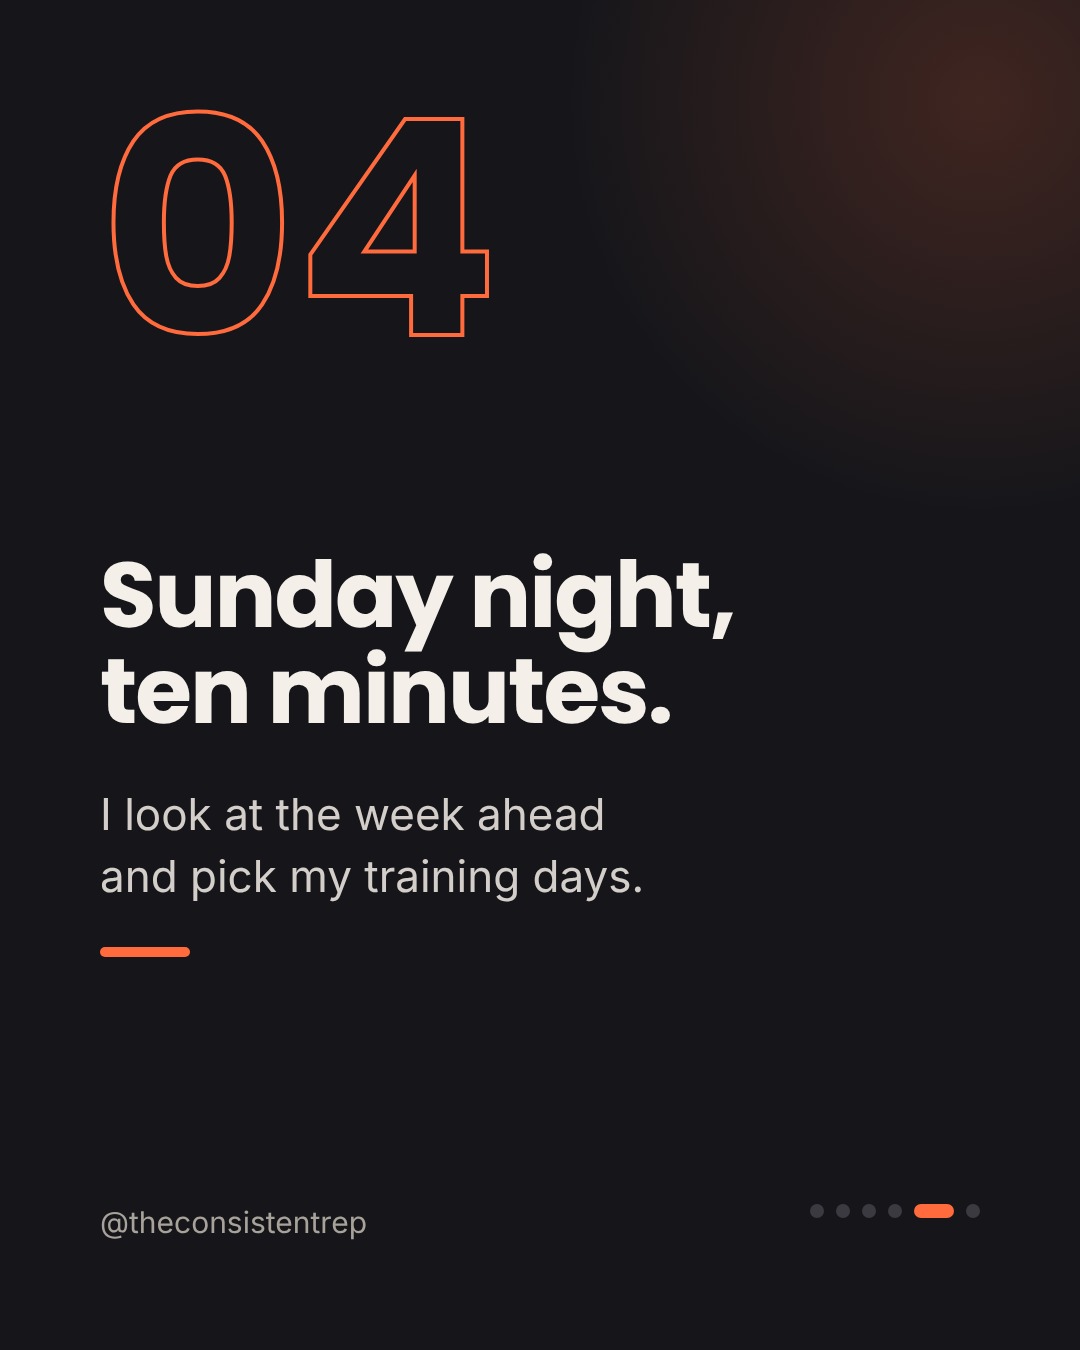 04
Sunday night,
ten minutes.
I look at the week ahead
and pick my training days.
@theconsistentrep